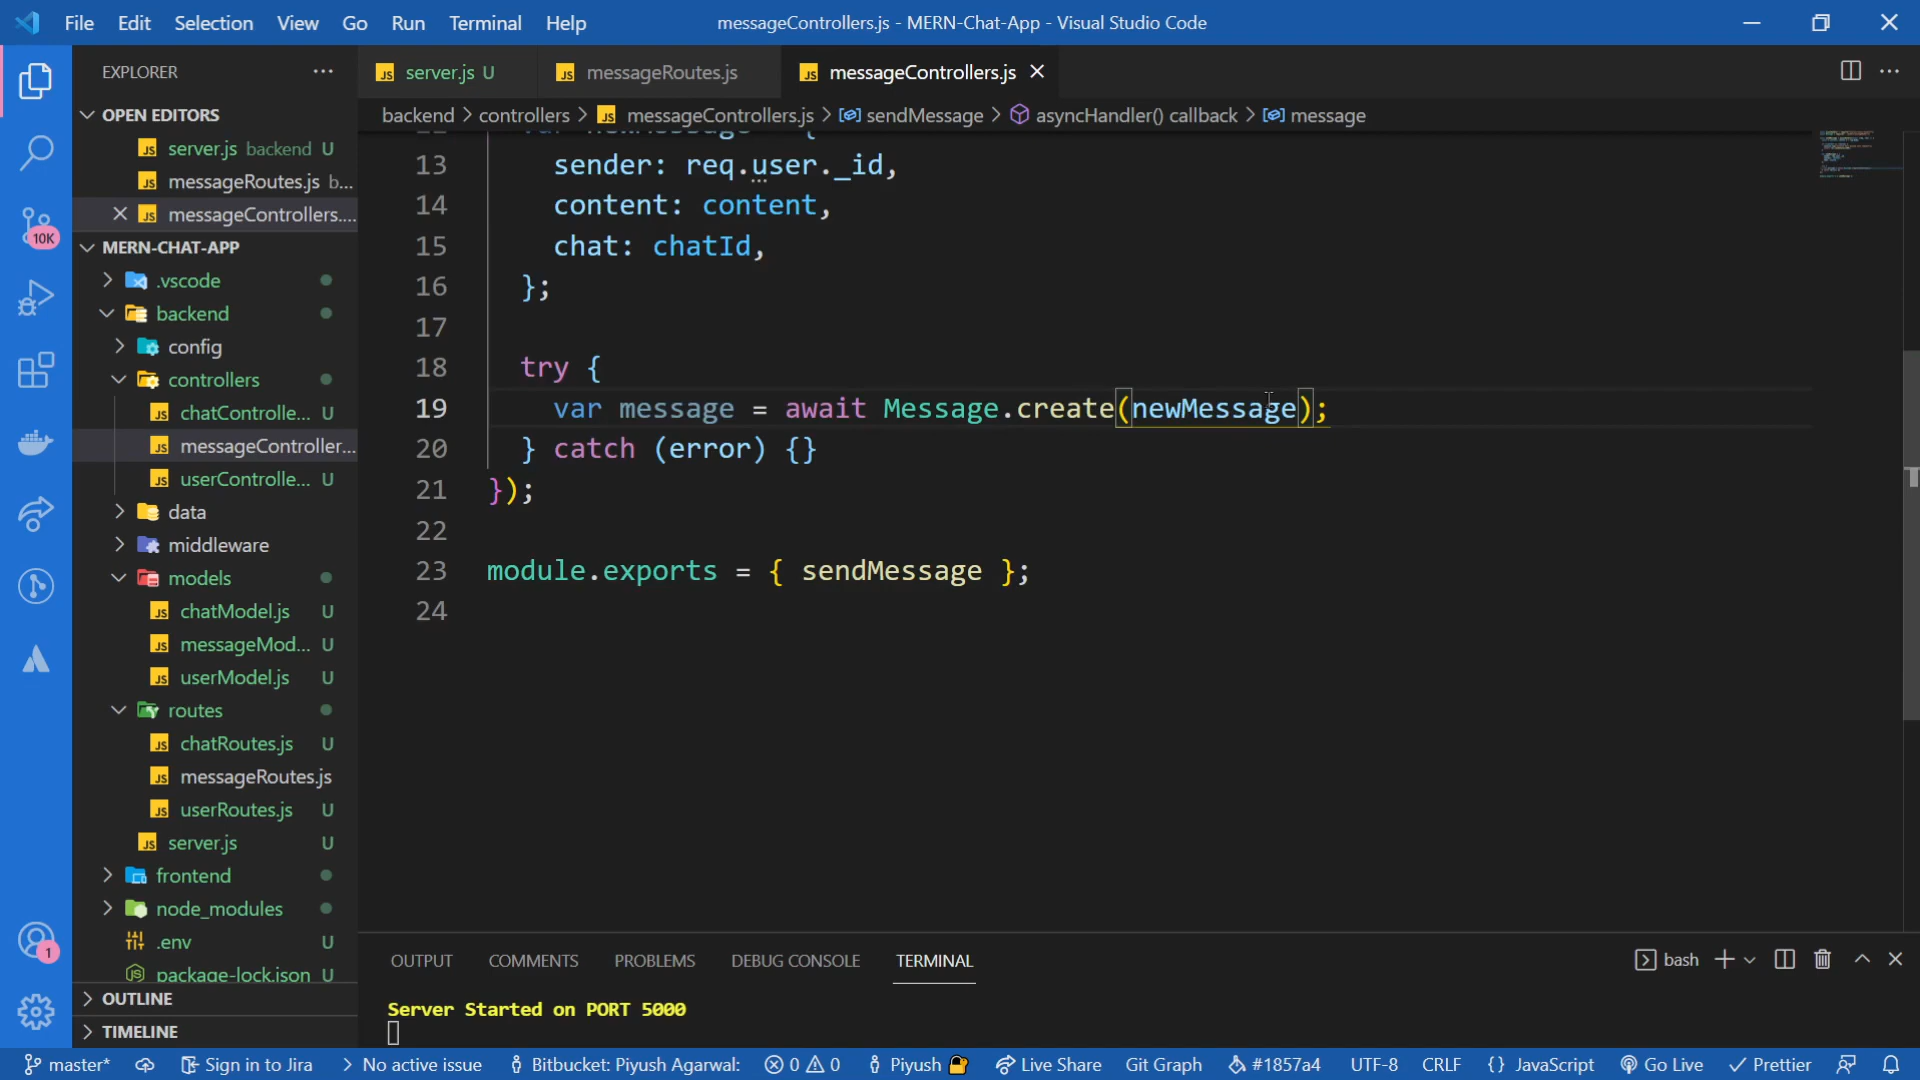 File Edit Selection View Go Run Terminal Help messageControllers.js - MERN-Chat-App - Visual Studio Code
EXPLORER
JS server.js U JS messageRoutes.js JS messageControllers.js
OPEN EDITORS
backend controllers JS messageControllers.js sendMessage asyncHandler() callback message
JS server.js backend U
JS messageRoutes.js b...
JS messageControllers....
MERN-CHAT-APP
.vscode
backend
config
controllers
JS chatControlle... U
JS messageController...
JS userControlle... U
data
middleware
models
JS chatModel.js U
JS messageMod... U
JS userModel.js U
routes
JS chatRoutes.js U
JS messageRoutes.js
JS userRoutes.js U
JS server.js U
frontend
node_modules
.env U
package-lock.json U
OUTLINE
TIMELINE
10K
1
13 sender: req.user._id,
14 content: content,
15 chat: chatId,
16 };
17
18 try {
19 var message = await Message.create(newMessage);
20 } catch (error) {}
21 });
22
23 module.exports = { sendMessage };
24
OUTPUT COMMENTS PROBLEMS DEBUG CONSOLE TERMINAL bash
Server Started on PORT 5000
master* Sign in to Jira No active issue Bitbucket: Piyush Agarwal: 0 0 Piyush Live Share Git Graph #1857a4 UTF-8 CRLF {} JavaScript Go Live Prettier